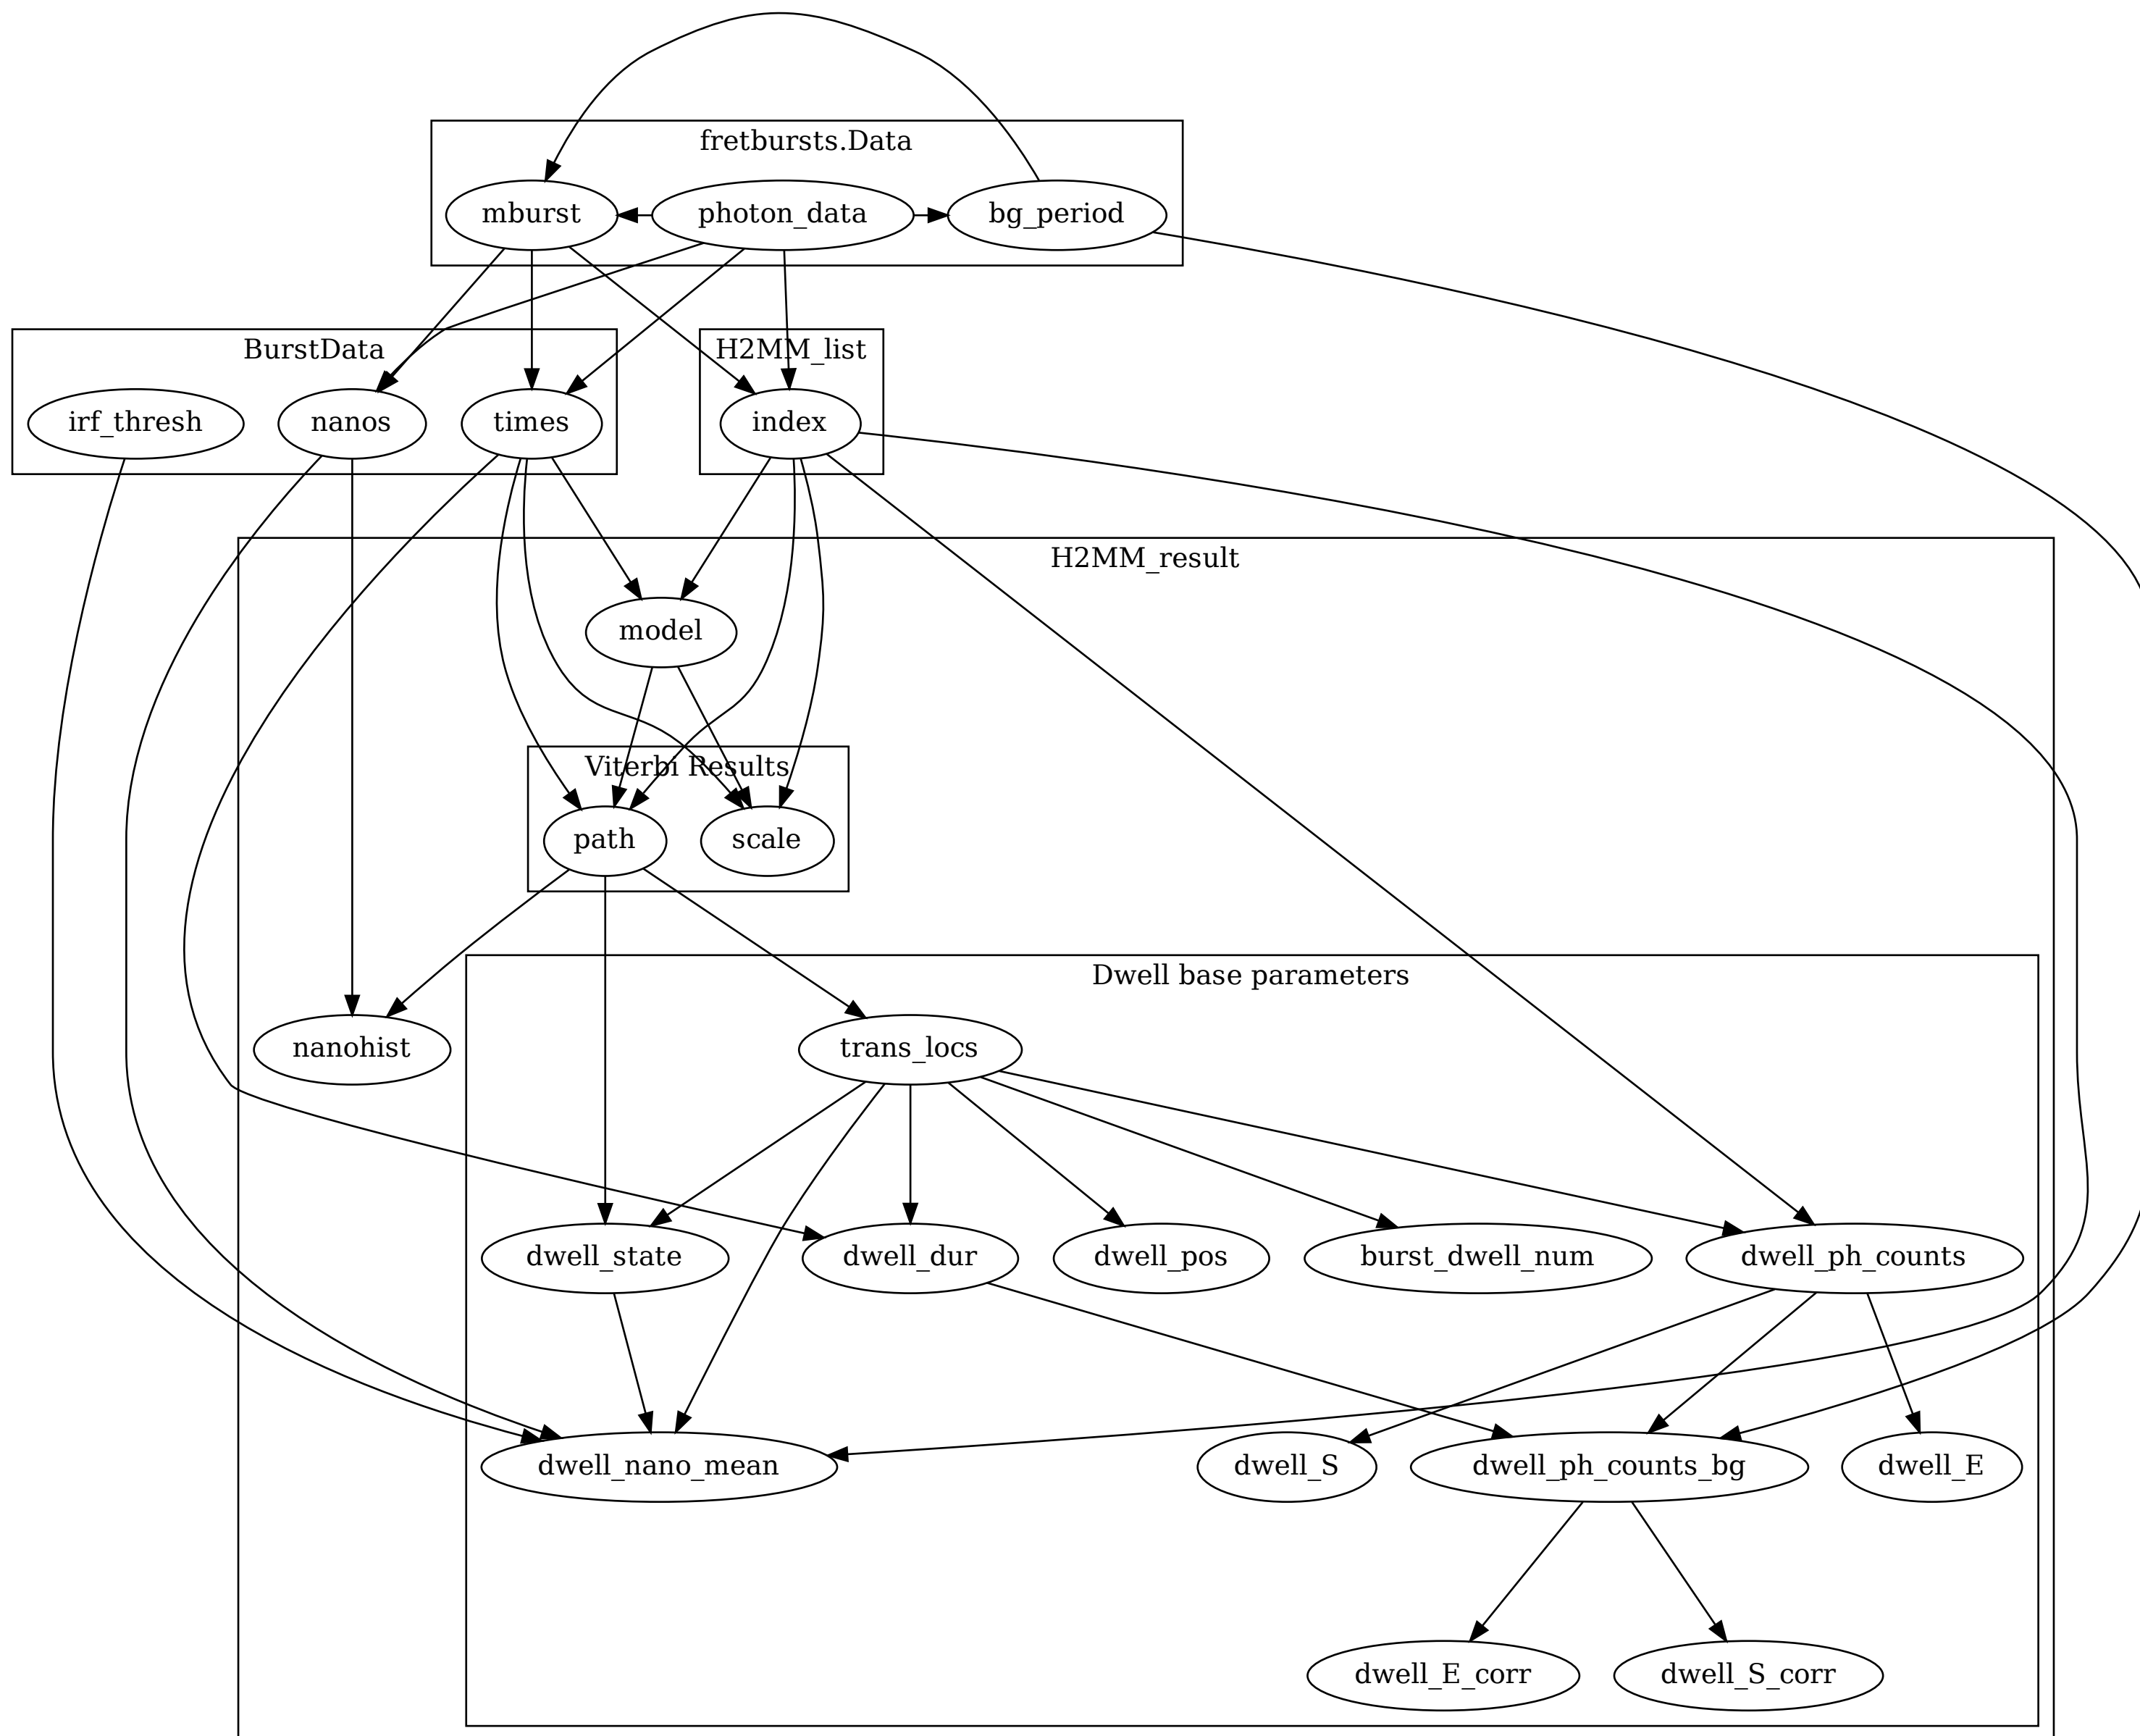 fretbursts.Data
mburst
photon_data
bg_period
BurstData
H2MM_list
irf_thresh
nanos
times
index
H2MM_result
model
Viterbi Results
path
scale
Dwell base parameters
nanohist
trans_locs
dwell_state
dwell_dur
dwell_pos
burst_dwell_num
dwell_ph_counts
dwell_nano_mean
dwell_S
dwell_ph_counts_bg
dwell_E
dwell_E_corr
dwell_S_corr